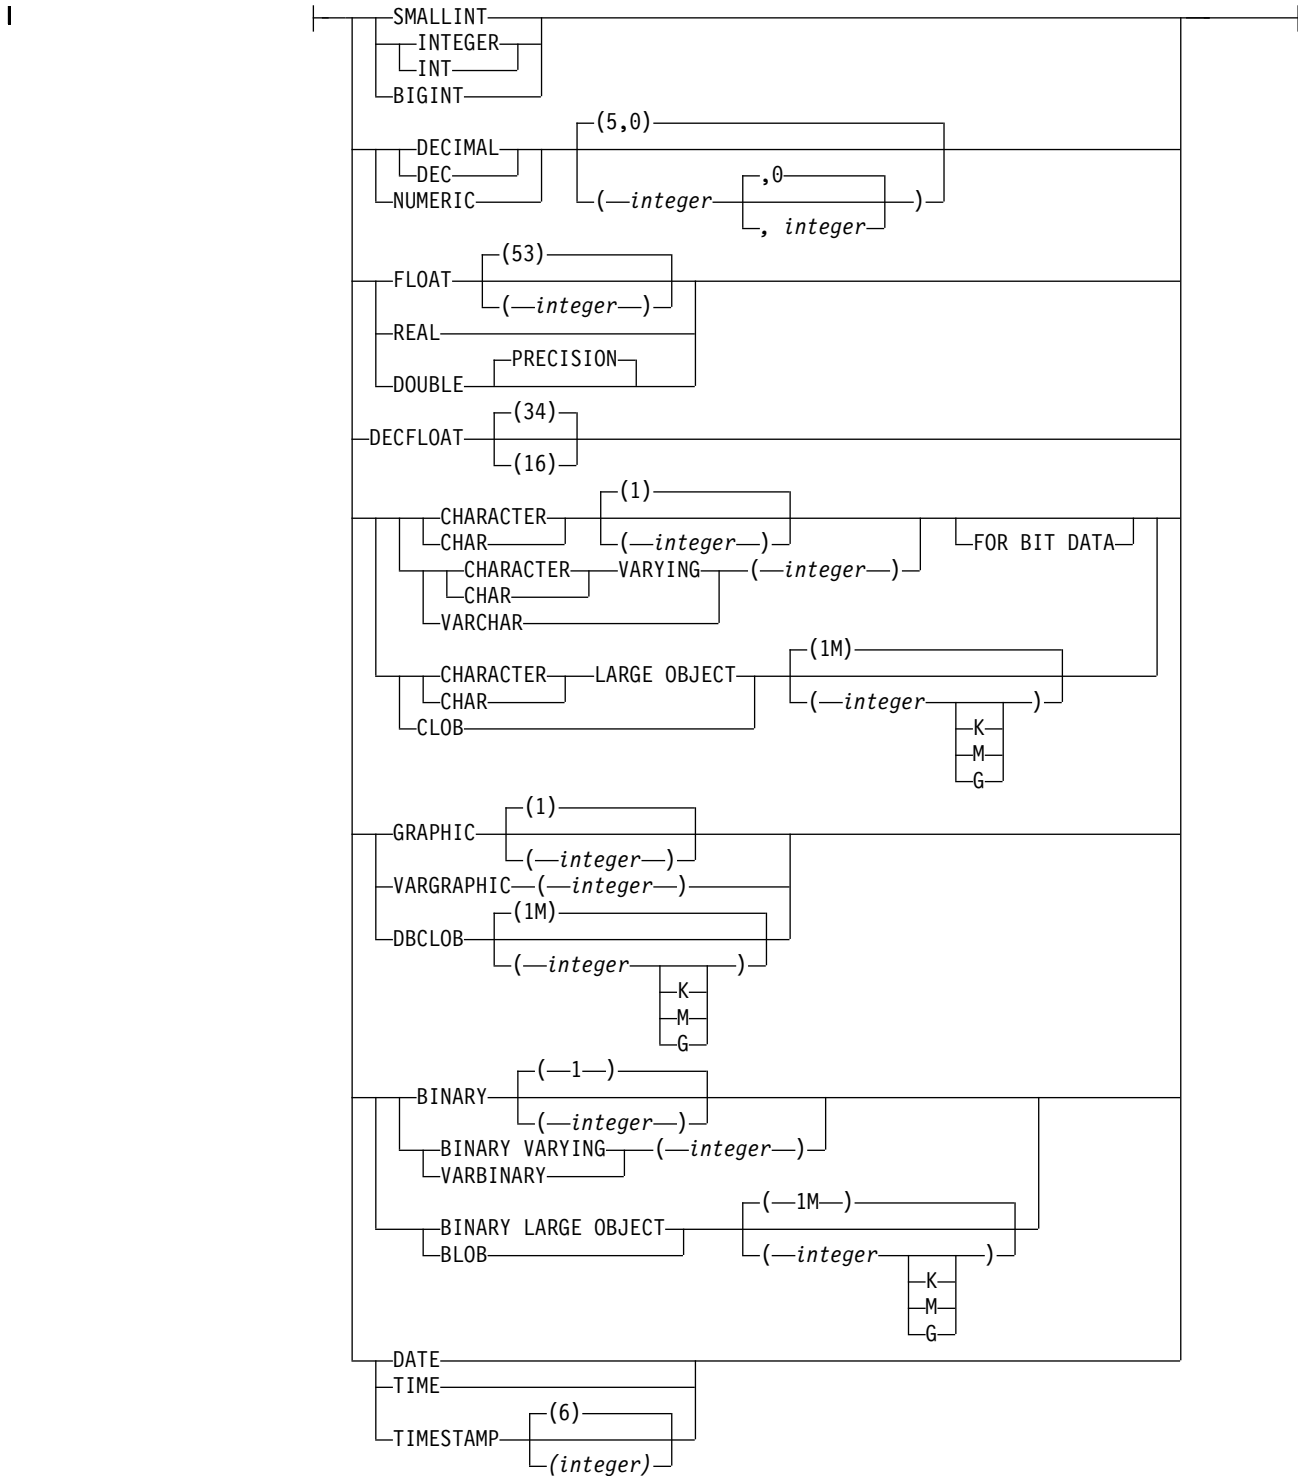 SMALLINT
INTEGER
INT
BIGINT
(5,0)
DECIMAL
DEC ,0
NUMERIC ( integer )
, integer
(53)
FLOAT
( integer )
REAL
PRECISION
DOUBLE
(34)
DECFLOAT
(16)
(1)
CHARACTER
CHAR ( integer ) FOR BIT DATA
CHARACTER VARYING ( integer )
CHAR
VARCHAR
(1M)
CHARACTER LARGE OBJECT
CHAR ( integer )
CLOB K
M
G
(1)
GRAPHIC
( integer )
VARGRAPHIC ( integer )
(1M)
DBCLOB
( integer )
K
M
G
( 1 )
BINARY
( integer )
BINARY VARYING ( integer )
VARBINARY
( 1M )
BINARY LARGE OBJECT
BLOB ( integer )
K
M
G
DATE
TIME
(6)
TIMESTAMP
(integer)